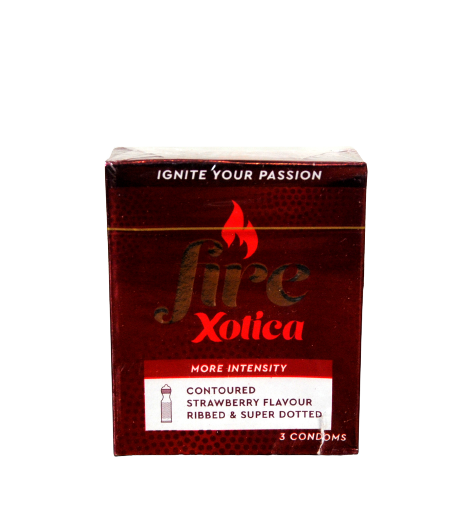 IGNITE YOUR PASSION
fire
Xotica
MORE INTENSITY
CONTOURED
STRAWBERRY FLAVOUR
RIBBED & SUPER DOTTED
3 CONDOMS